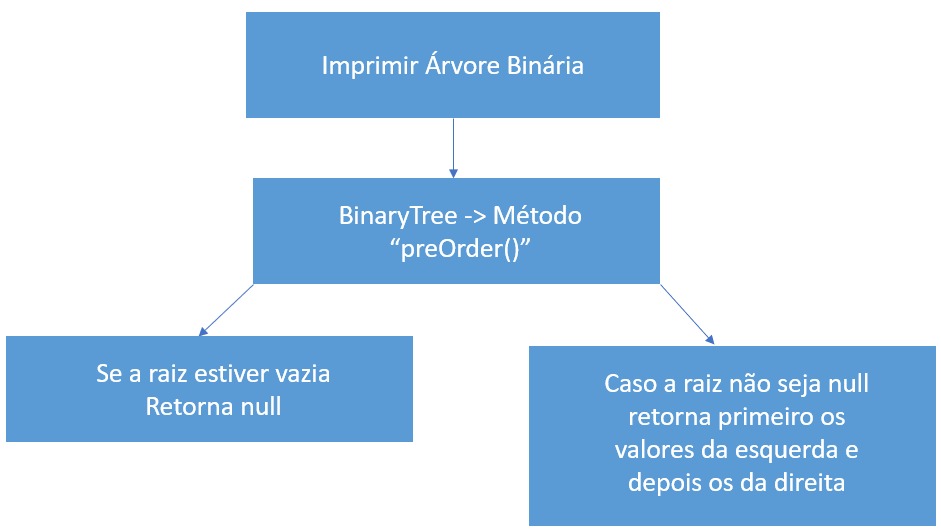 Imprimir Árvore Binária
BinaryTree -> Método
“preOrder()”
Se a raiz estiver vazia
Retorna null
Caso a raiz não seja null
retorna primeiro os
valores da esquerda e
depois os da direita